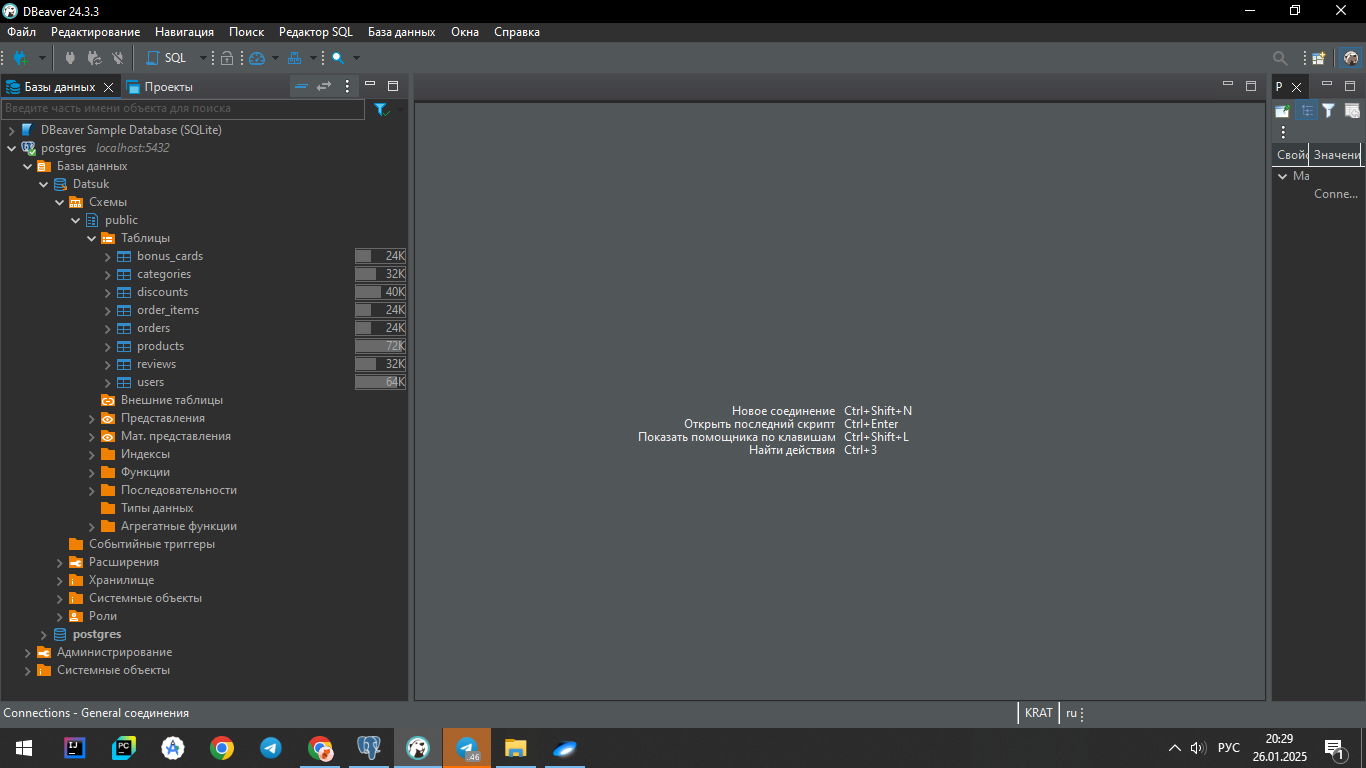 DBeaver 24.3.3
Файл Редактирование Навигация Поиск Редактор SQL База данных Окна Справка
SQL
Базы данных Проекты
Введите часть имени объекта для поиска
DBeaver Sample Database (SQLite)
postgres localhost:5432
Базы данных
Datsuk
Схемы
public
Таблицы
bonus_cards 24K
categories 32K
discounts 40K
order_items 24K
orders 24K
products 72K
reviews 32K
users 64K
Внешние таблицы
Представления
Мат. представления
Индексы
Функции
Последовательности
Типы данных
Агрегатные функции
Событийные триггеры
Расширения
Хранилище
Системные объекты
Роли
postgres
Администрирование
Системные объекты
Новое соединение Ctrl+Shift+N
Открыть последний скрипт Ctrl+Enter
Показать помощника по клавишам Ctrl+Shift+L
Найти действия Ctrl+3
Р
Свой Значени
Ma
Conne...
Connections - General соединения
KRAT ru
IJ PC .46 РУС
20:29
26.01.2025
1